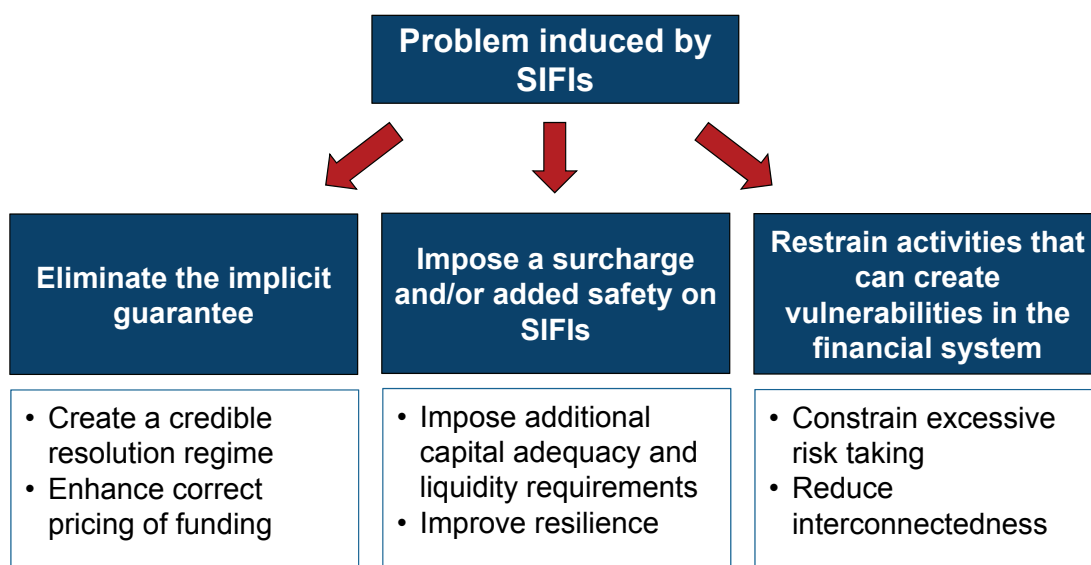 Problem induced by
SIFIs
Eliminate the implicit
guarantee
• Create a credible
resolution regime
• Enhance correct
pricing of funding
Impose a surcharge
and/or added safety on
SIFIs
• Impose additional
capital adequacy and
liquidity requirements
• Improve resilience
Restrain activities that
can create
vulnerabilities in the
financial system
• Constrain excessive
risk taking
• Reduce
interconnectedness